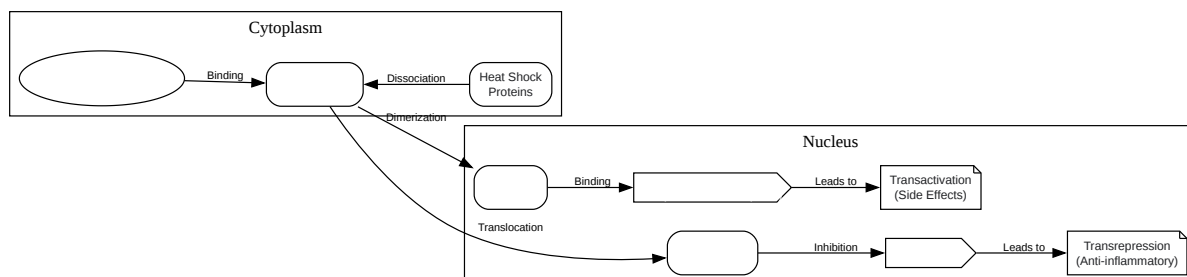 Cytoplasm
Binding
Dissociation
Heat Shock
Proteins
Dimerization
Nucleus
Binding
Leads to
Transactivation
(Side Effects)
Translocation
Inhibition
Leads to
Transrepression
(Anti-inflammatory)